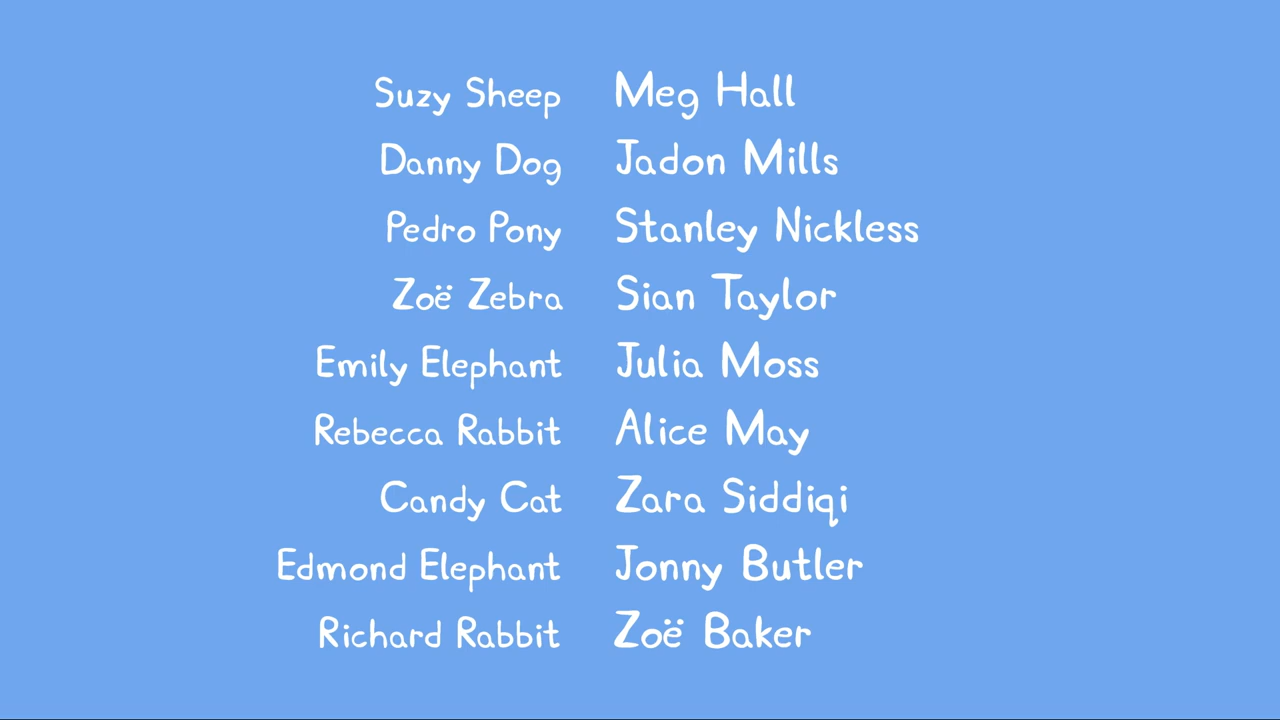 Suzy Sheep Meg Hall
Danny Dog Jadon Mills
Pedro Pony Stanley Nickless
Zoë Zebra Sian Taylor
Emily Elephant Julia Moss
Rebecca Rabbit Alice May
Candy Cat Zara Siddiqi
Edmond Elephant Jonny Butler
Richard Rabbit Zoë Baker